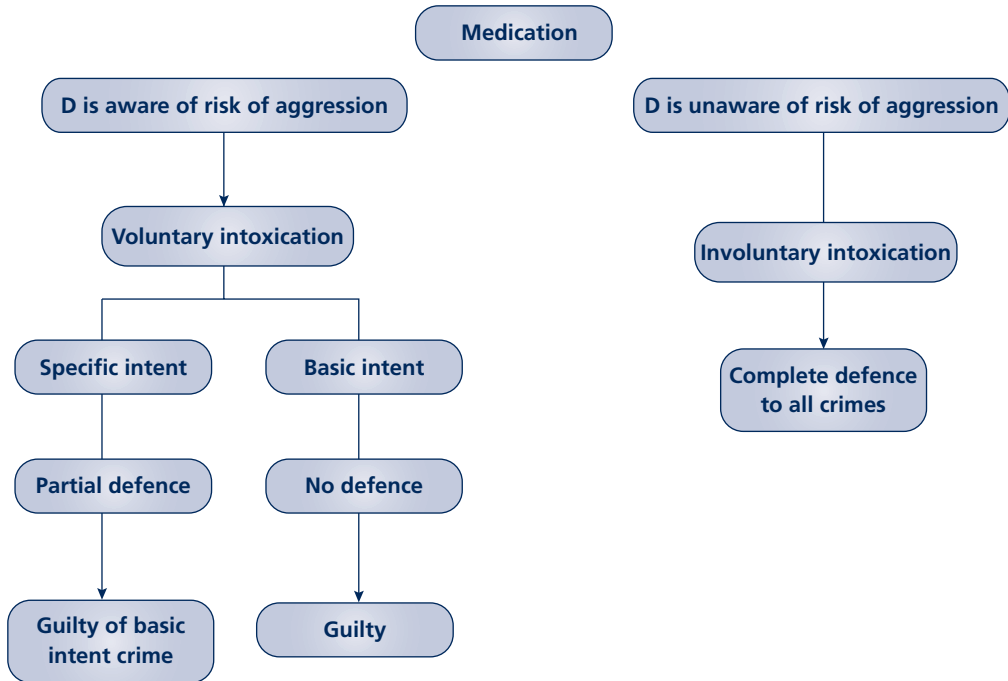 Medication
D is aware of risk of aggression
D is unaware of risk of aggression
Voluntary intoxication
Involuntary intoxication
Specific intent
Basic intent
Complete defence
to all crimes
Partial defence
No defence
Guilty of basic
intent crime
Guilty